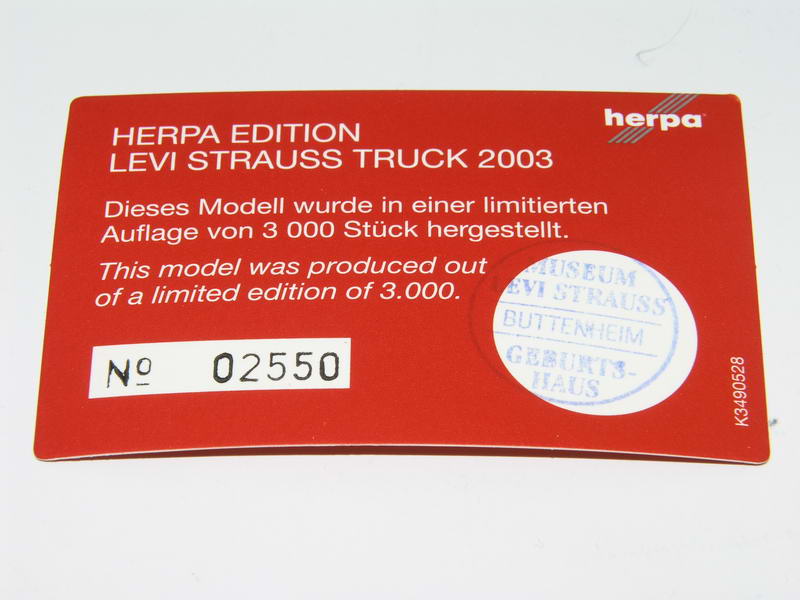 herpa
HERPA EDITION
LEVI STRAUSS TRUCK 2003
Dieses Modell wurde in einer limitierten
Auflage von 3 000 Stück hergestellt.
This model was produced out
of a limited edition of 3.000.
Nº 02550
MUSEUM
LEVI STRAUSS
BUTTENHEIM
GEBURTS-
HAUS
K3490528